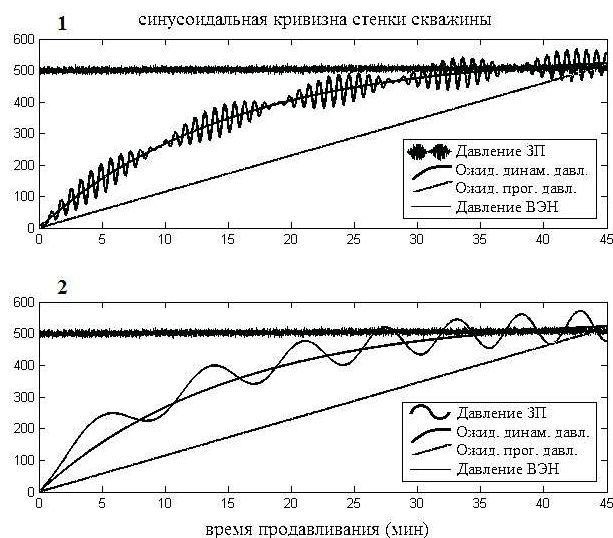 синусоидальная кривизна стенки скважины
1
600
500
400
300
200
100
0
Давление ЗП
Ожид. динам. давл.
Ожид. прог. давл.
Давление ВЭН
0 5 10 15 20 25 30 35 40 45
2
600
500
400
300
200
100
0
Давление ЗП
Ожид. динам. давл.
Ожид. прог. давл.
Давление ВЭН
0 5 10 15 20 25 30 35 40 45
время продавливания (мин)